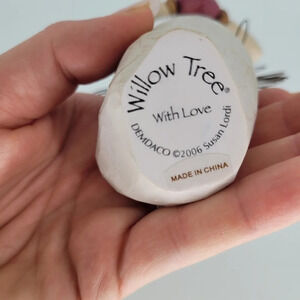 Willow Tree®
With Love
DEMDACO ©2006 Susan Lordi
MADE IN CHINA